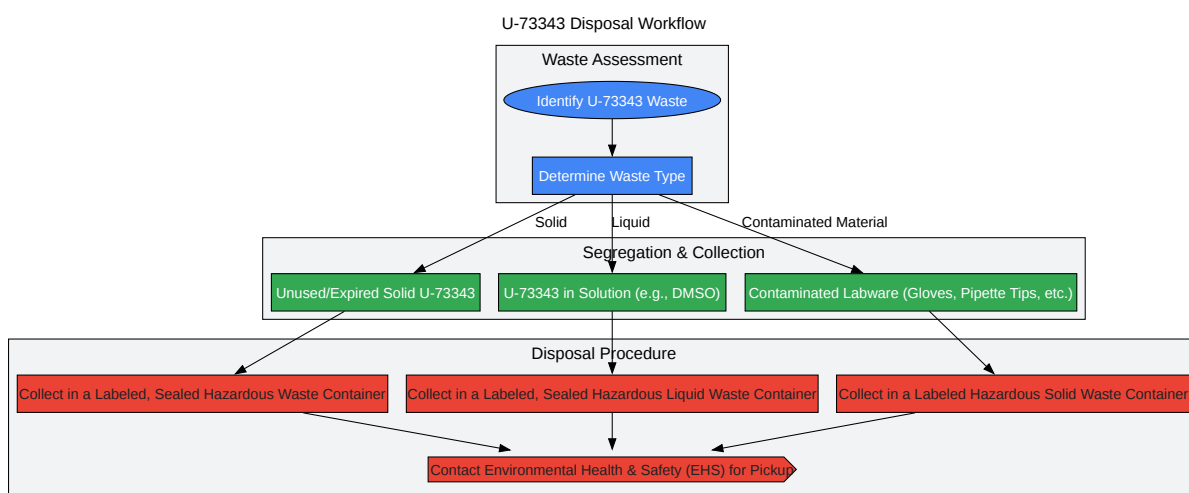 U-73343 Disposal Workflow
Waste Assessment
Identify U-73343 Waste
Determine Waste Type
Solid
Liquid
Contaminated Material
Segregation & Collection
Unused/Expired Solid U-73343
U-73343 in Solution (e.g., DMSO)
Contaminated Labware (Gloves, Pipette Tips, etc.)
Disposal Procedure
Collect in a Labeled, Sealed Hazardous Waste Container
Collect in a Labeled, Sealed Hazardous Liquid Waste Container
Collect in a Labeled Hazardous Solid Waste Container
Contact Environmental Health & Safety (EHS) for Pickup